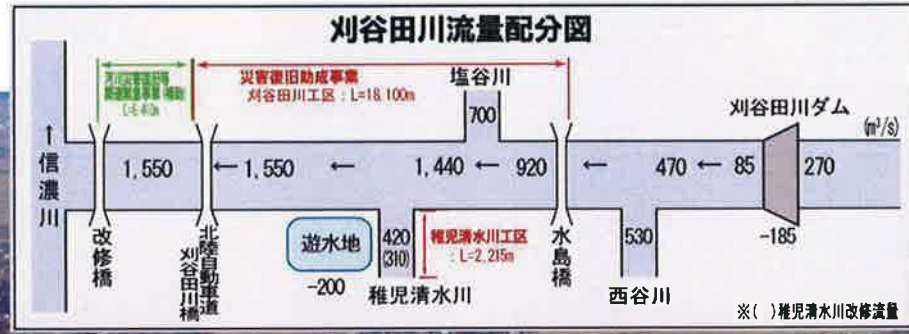 刈谷田川流量配分図
災害復旧助成事業
刈谷田川工区:L=18,100m
塩谷川
700
刈谷田川ダム
(m³/s)
↑信濃川
1,550
←1,550
←
1,440
←
920
←
470
←
85
270
改修橋
北陸自動車道
刈谷田川橋
遊水地
-200
420
(310)
稚児清水川
稚児清水川工区
:L=2,215m
水島橋
530
西谷川
-185
※( )稚児清水川改修流量